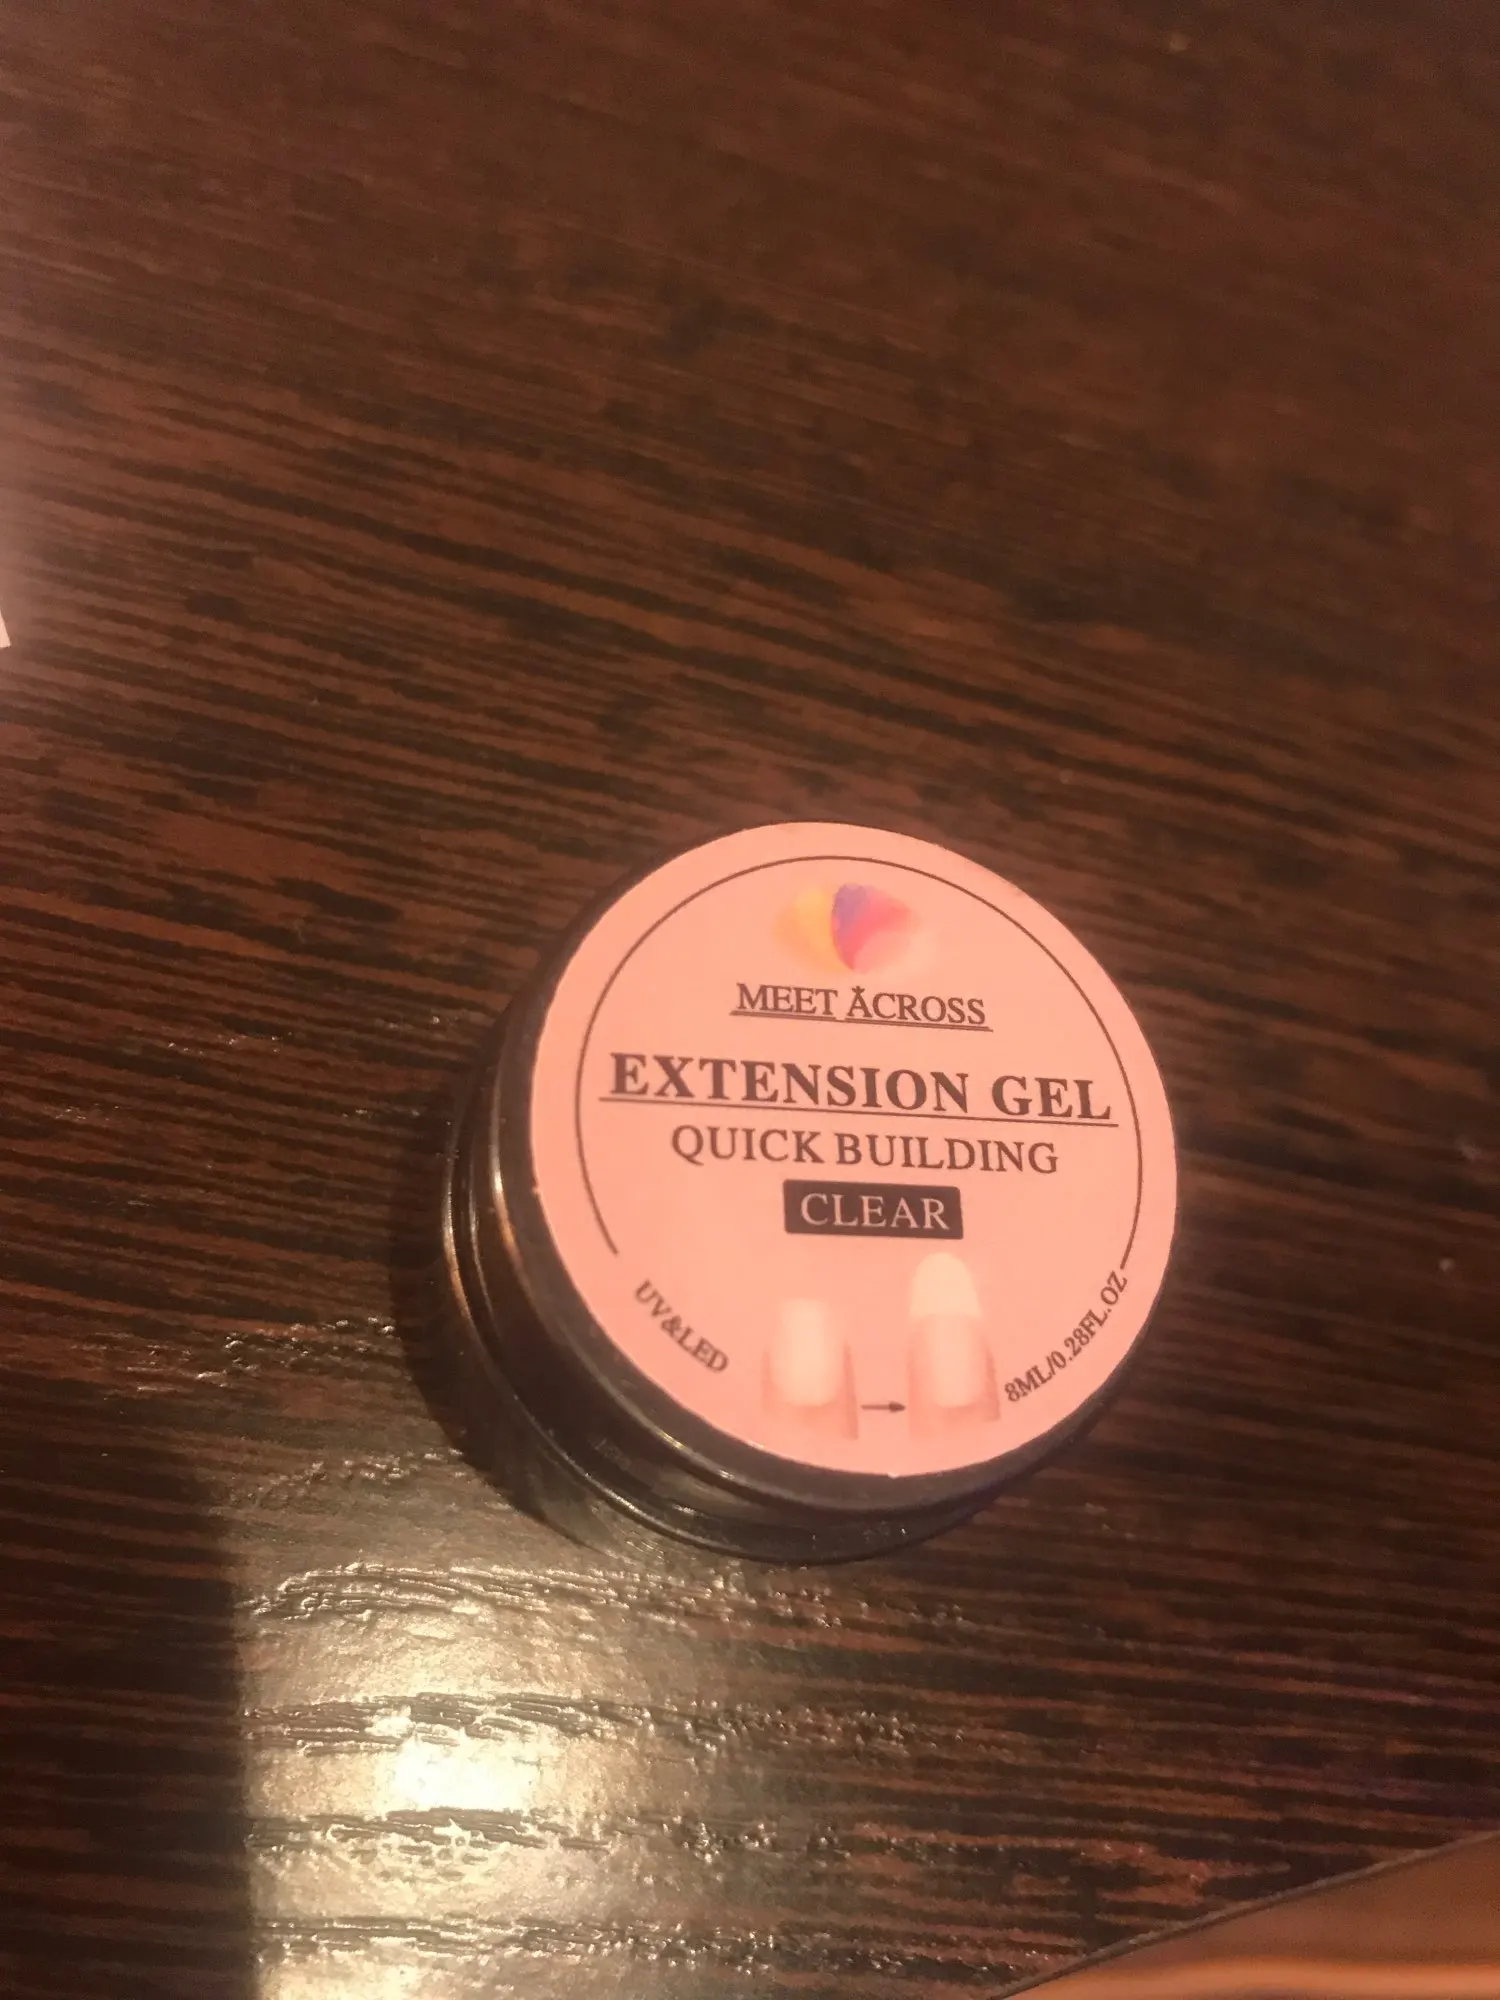 MEET ACROSS
EXTENSION GEL
QUICK BUILDING
CLEAR
UV&LED
8ML/0.28FL.OZ